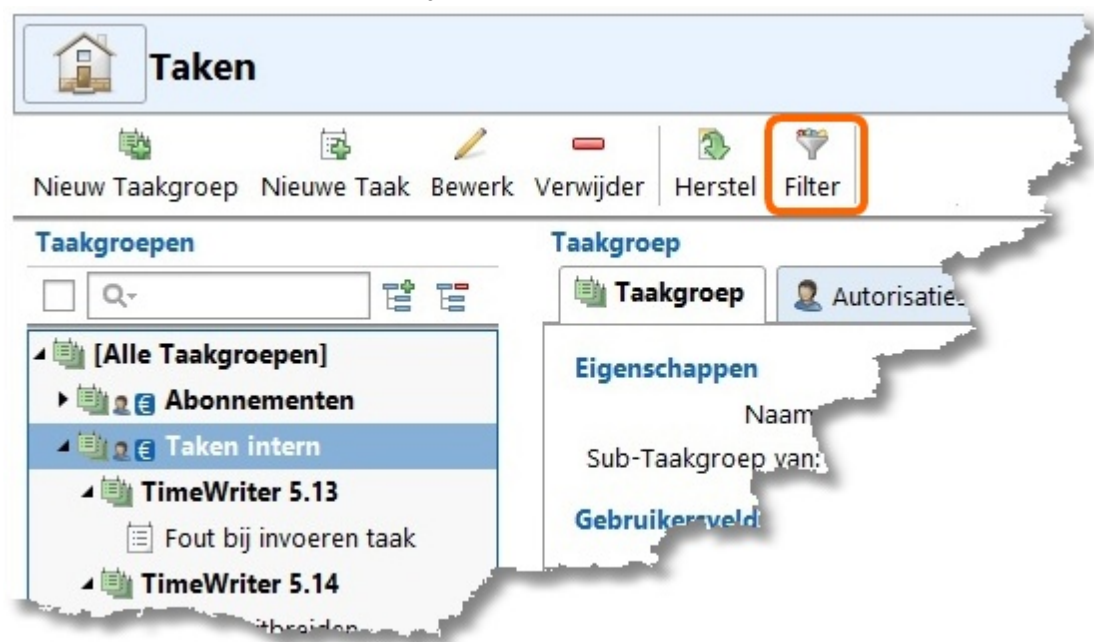 Taken
Nieuw Taakgroep Nieuwe Taak Bewerk Verwijder Herstel Filter
Taakgroepen
[Alle Taakgroepen]
Abonnementen
Taken intern
TimeWriter 5.13
Fout bij invoeren taak
TimeWriter 5.14
Taakgroep
Taakgroep Autorisaties
Eigenschappen
Naam
Sub-Taakgroep van: